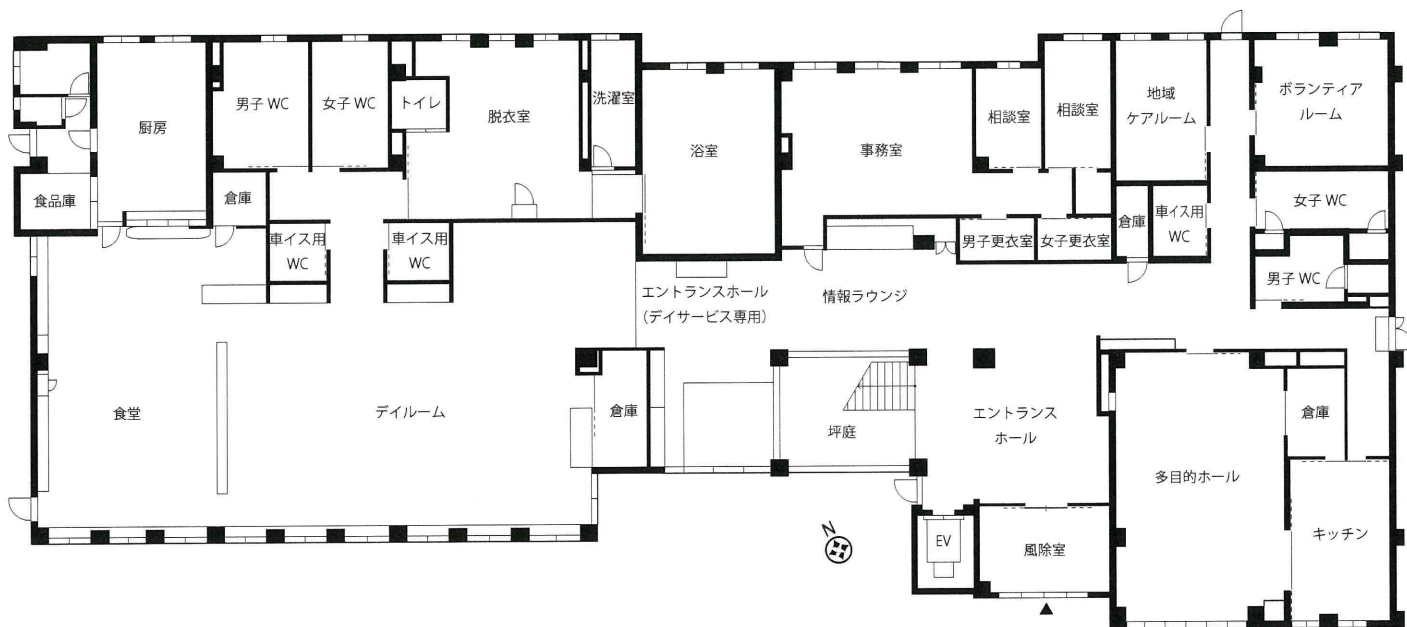 厨房
男子 WC
女子 WC
トイレ
脱衣室
洗濯室
浴室
事務室
相談室
相談室
地域
ケアルーム
ボランティア
ルーム
食品庫
倉庫
車イス用
WC
車イス用
WC
男子更衣室
女子更衣室
倉庫
車イス用
WC
女子 WC
男子 WC
エントランスホール
（デイサービス専用）
情報ラウンジ
食堂
デイルーム
倉庫
坪庭
エントランス
ホール
多目的ホール
倉庫
キッチン
N
EV
風除室